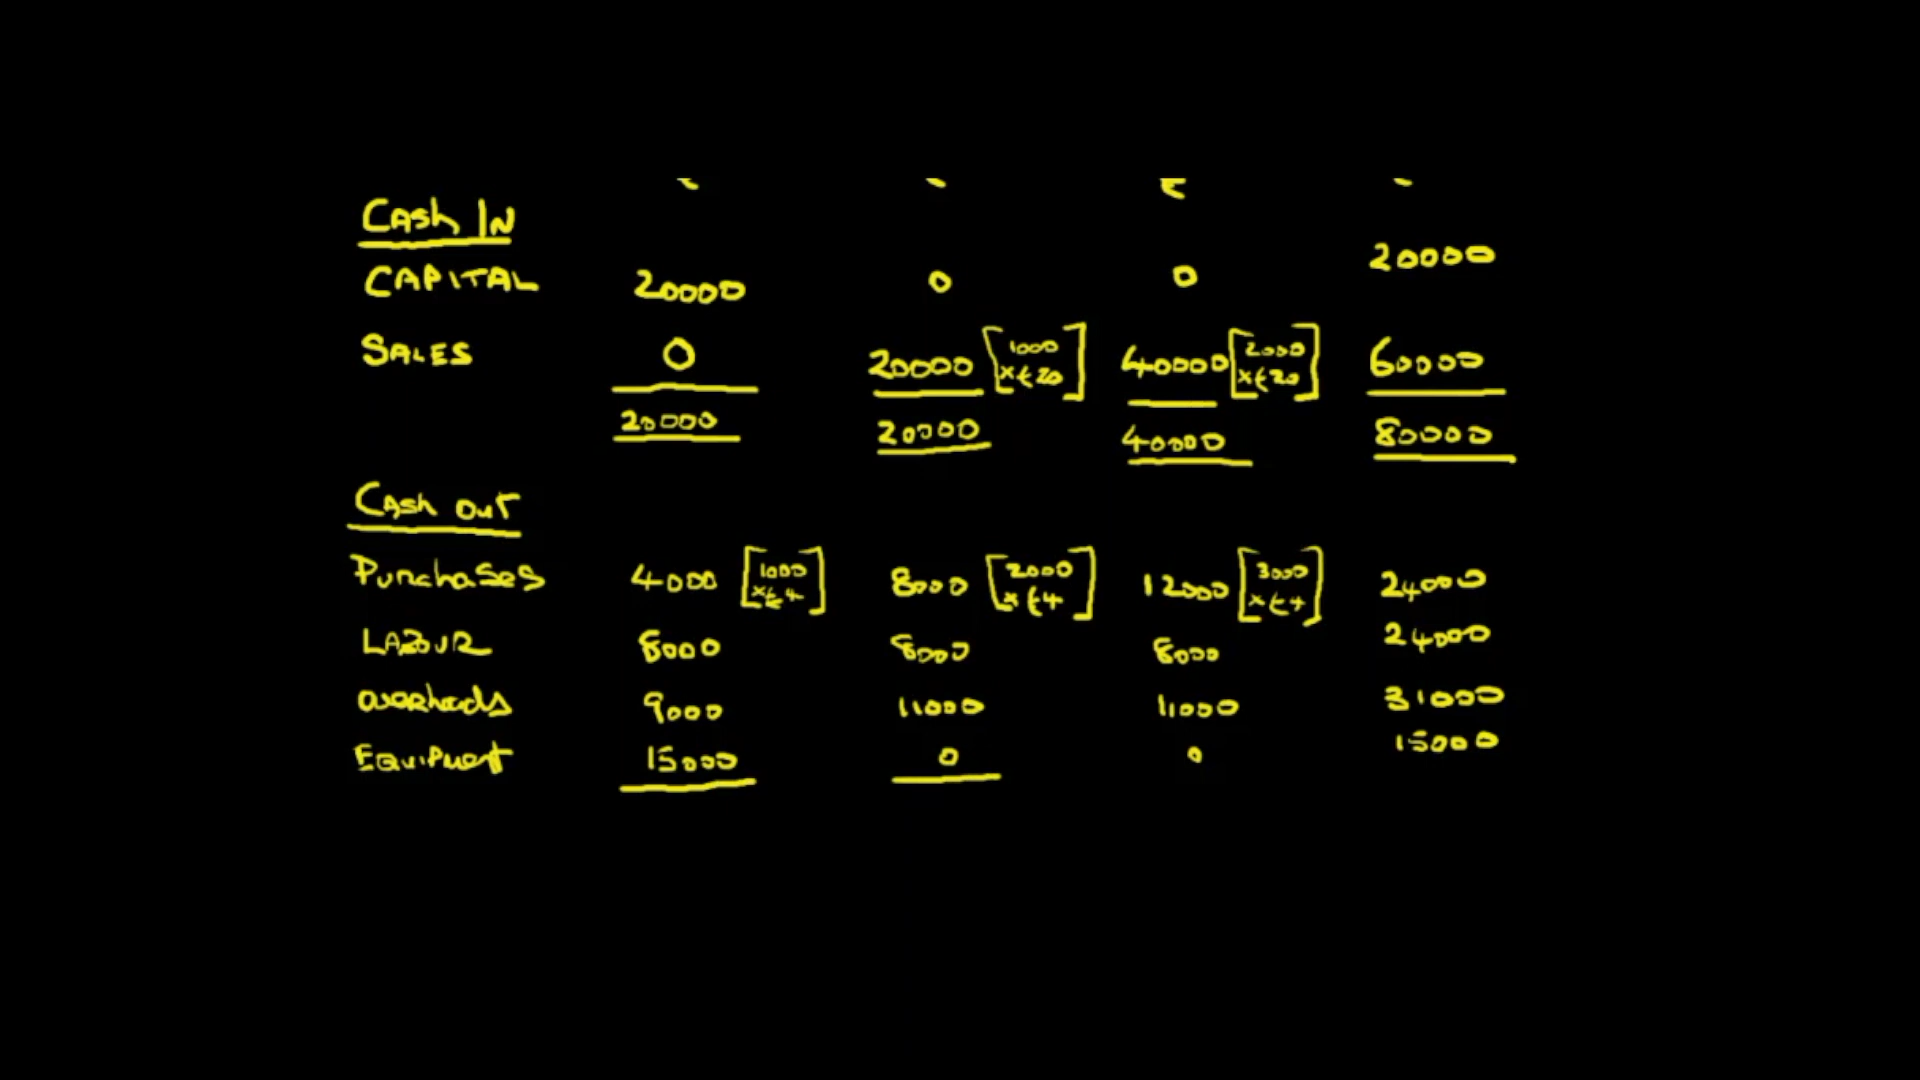 Cash In
CAPITAL 20000 0 0 20000
SALES 0 20000 [1000 x £20] 40000 [2000 x £20] 60000
20000 20000 40000 80000
Cash out
Purchases 4000 [1000 x £4] 8000 [2000 x £4] 12000 [3000 x £4] 24000
LABOUR 8000 8000 8000 24000
overheads 9000 11000 11000 31000
Equipment 15000 0 0 15000